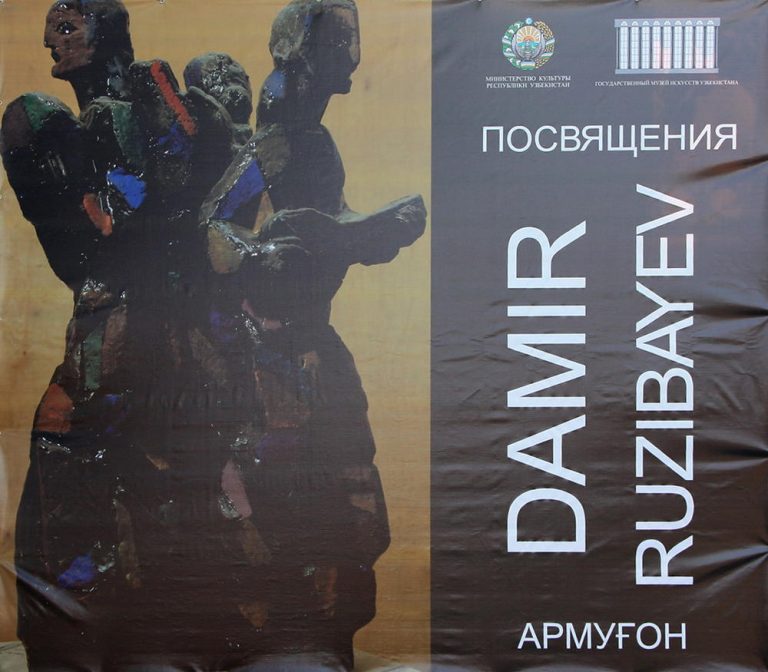 МИНИСТЕРСТВО КУЛЬТУРЫ
РЕСПУБЛИКИ УЗБЕКИСТАН
ГОСУДАРСТВЕННЫЙ МУЗЕЙ ИСКУССТВ УЗБЕКИСТАНА
ПОСВЯЩЕНИЯ
DAMIR
RUZIBAYEV
АРМУҒОН